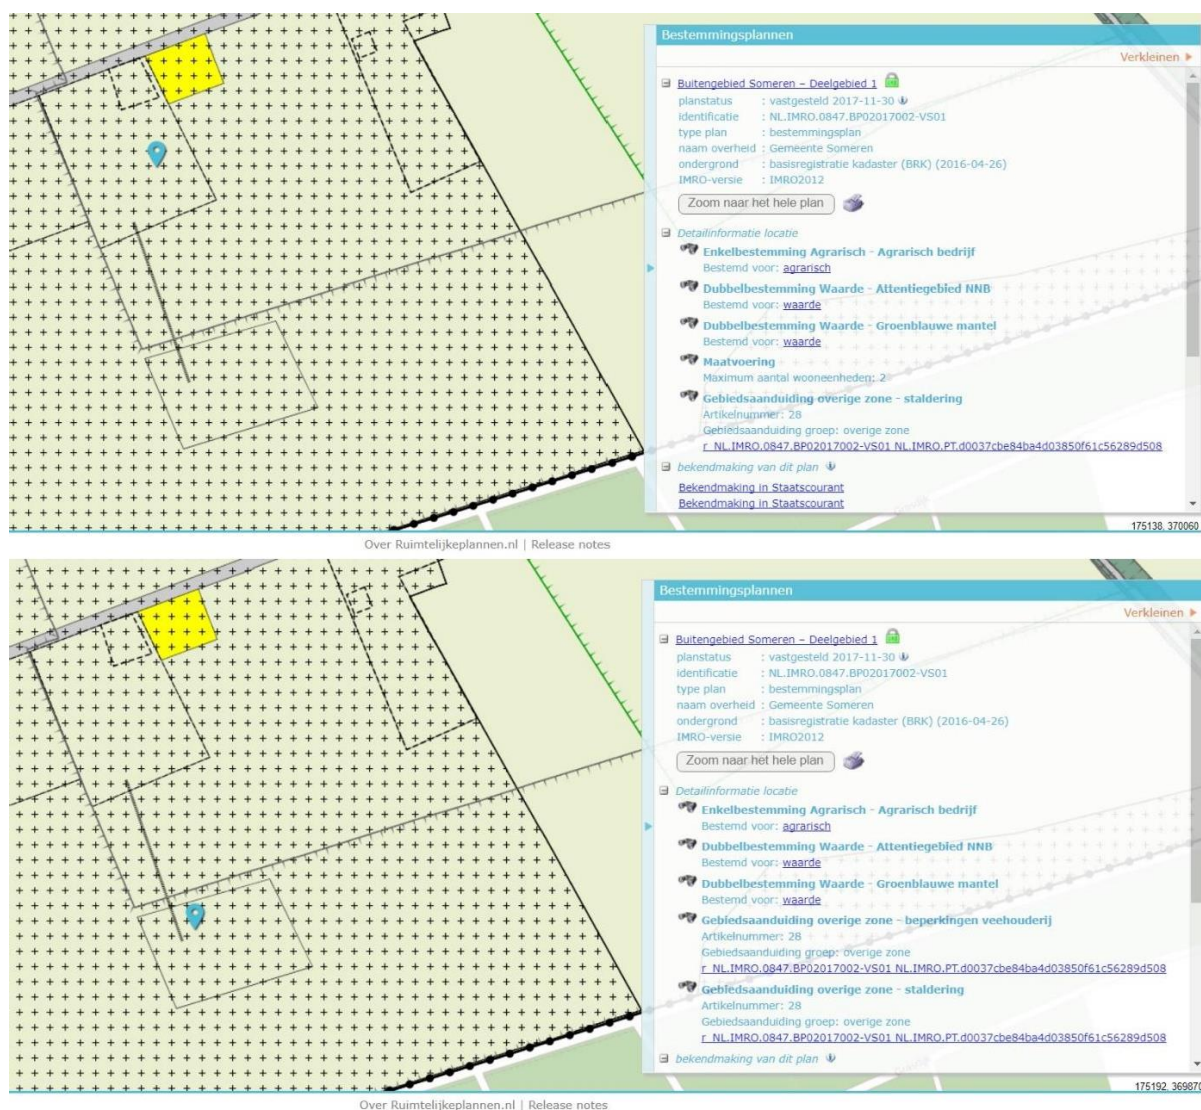 Bestemmingsplannen
Verkleinen
Buitengebied Someren – Deelgebied 1
planstatus : vastgesteld 2017-11-30
identificatie : NL.IMRO.0847.BP02017002-VS01
type plan : bestemmingsplan
naam overheid : Gemeente Someren
ondergrond : basisregistratie kadaster (BRK) (2016-04-26)
IMRO-versie : IMRO2012
Zoom naar het hele plan
Detailinformatie locatie
Enkelbestemming Agrarisch - Agrarisch bedrijf
Bestemd voor: agrarisch
Dubbelbestemming Waarde - Attentiegebied NNB
Bestemd voor: waarde
Dubbelbestemming Waarde - Groenblauwe mantel
Bestemd voor: waarde
Maatvoering
Maximum aantal wooneenheden: 2
Gebiedsaanduiding overige zone - staldering
Artikelnummer: 28
Gebiedsaanduiding groep: overige zone
r_NL.IMRO.0847.BP02017002-VS01 NL.IMRO.PT.d0037cbe84ba4d03850f61c56289d508
bekendmaking van dit plan
Bekendmaking in Staatscourant
Bekendmaking in Staatscourant
175138, 370060
Over Ruimtelijkeplannen.nl | Release notes
Bestemmingsplannen
Verkleinen
Buitengebied Someren – Deelgebied 1
planstatus : vastgesteld 2017-11-30
identificatie : NL.IMRO.0847.BP02017002-VS01
type plan : bestemmingsplan
naam overheid : Gemeente Someren
ondergrond : basisregistratie kadaster (BRK) (2016-04-26)
IMRO-versie : IMRO2012
Zoom naar het hele plan
Detailinformatie locatie
Enkelbestemming Agrarisch - Agrarisch bedrijf
Bestemd voor: agrarisch
Dubbelbestemming Waarde - Attentiegebied NNB
Bestemd voor: waarde
Dubbelbestemming Waarde - Groenblauwe mantel
Bestemd voor: waarde
Gebiedsaanduiding overige zone - beperkingen veehouderij
Artikelnummer: 28
Gebiedsaanduiding groep: overige zone
r_NL.IMRO.0847.BP02017002-VS01 NL.IMRO.PT.d0037cbe84ba4d03850f61c56289d508
Gebiedsaanduiding overige zone - staldering
Artikelnummer: 28
Gebiedsaanduiding groep: overige zone
r_NL.IMRO.0847.BP02017002-VS01 NL.IMRO.PT.d0037cbe84ba4d03850f61c56289d508
bekendmaking van dit plan
175192, 369870
Over Ruimtelijkeplannen.nl | Release notes